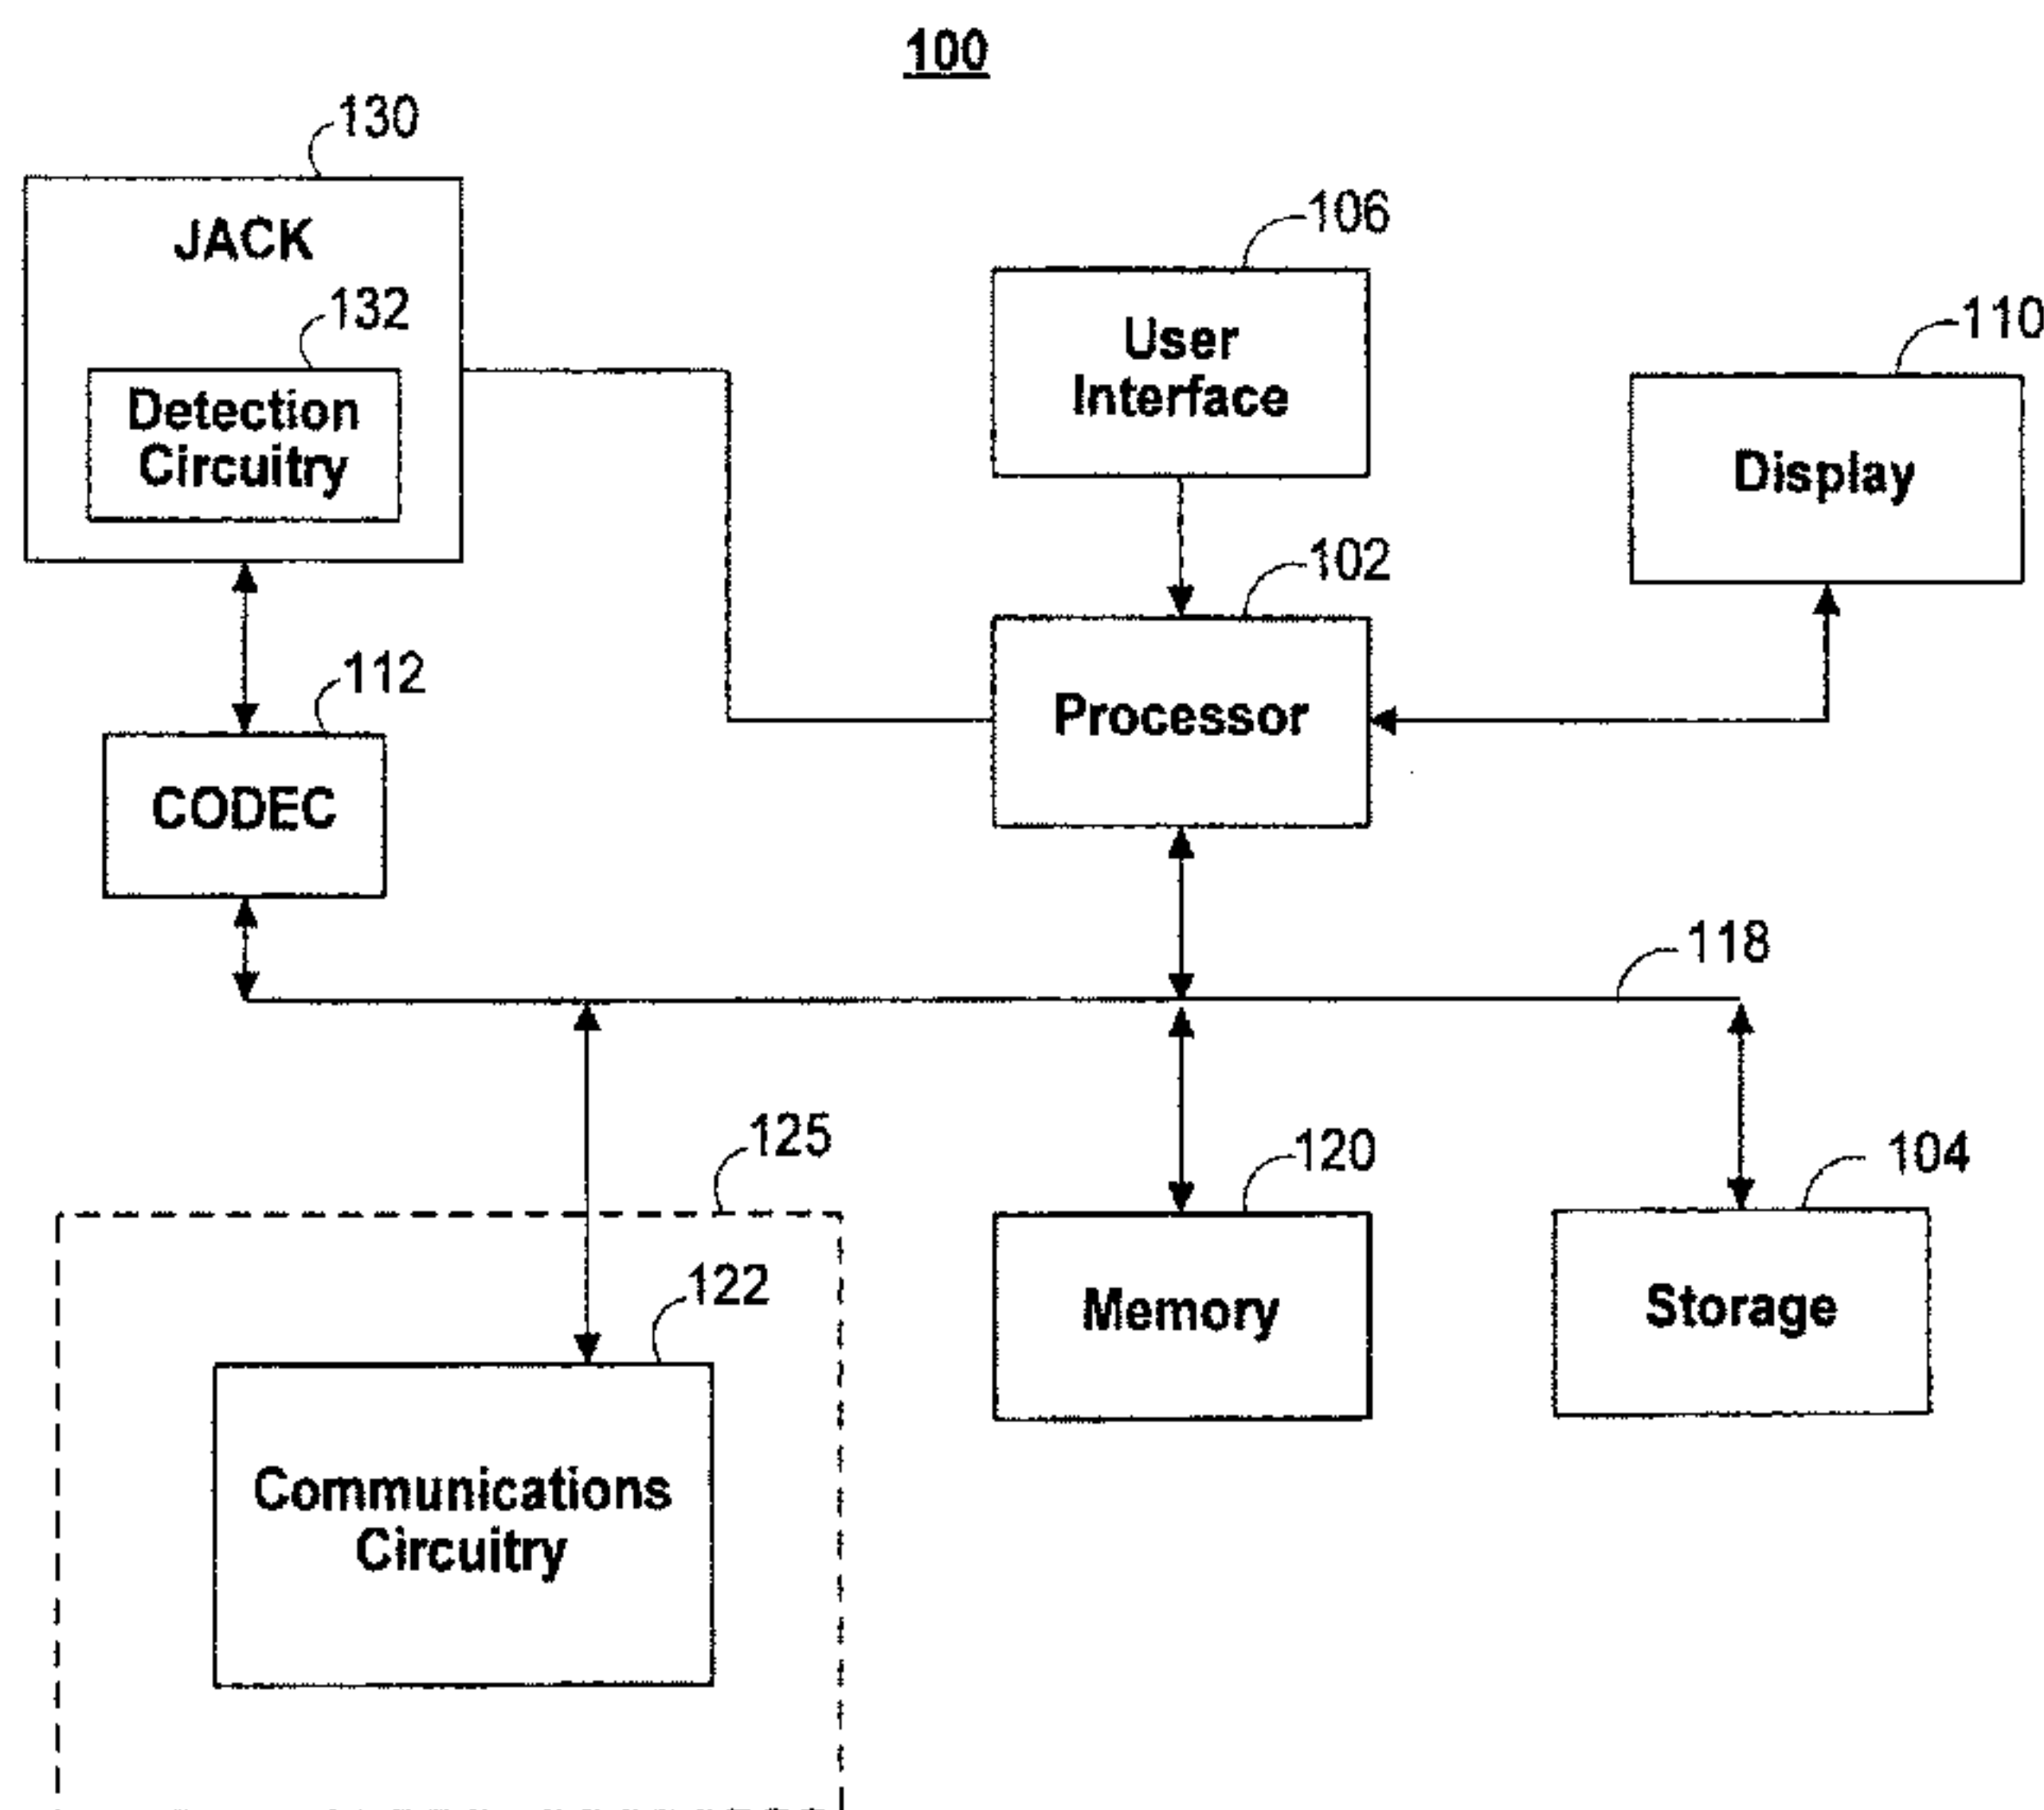 100
130
JACK
132
Detection
Circuitry
106
User
Interface
110
Display
102
Processor
112
CODEC
118
125
122
Communications
Circuitry
120
Memory
104
Storage